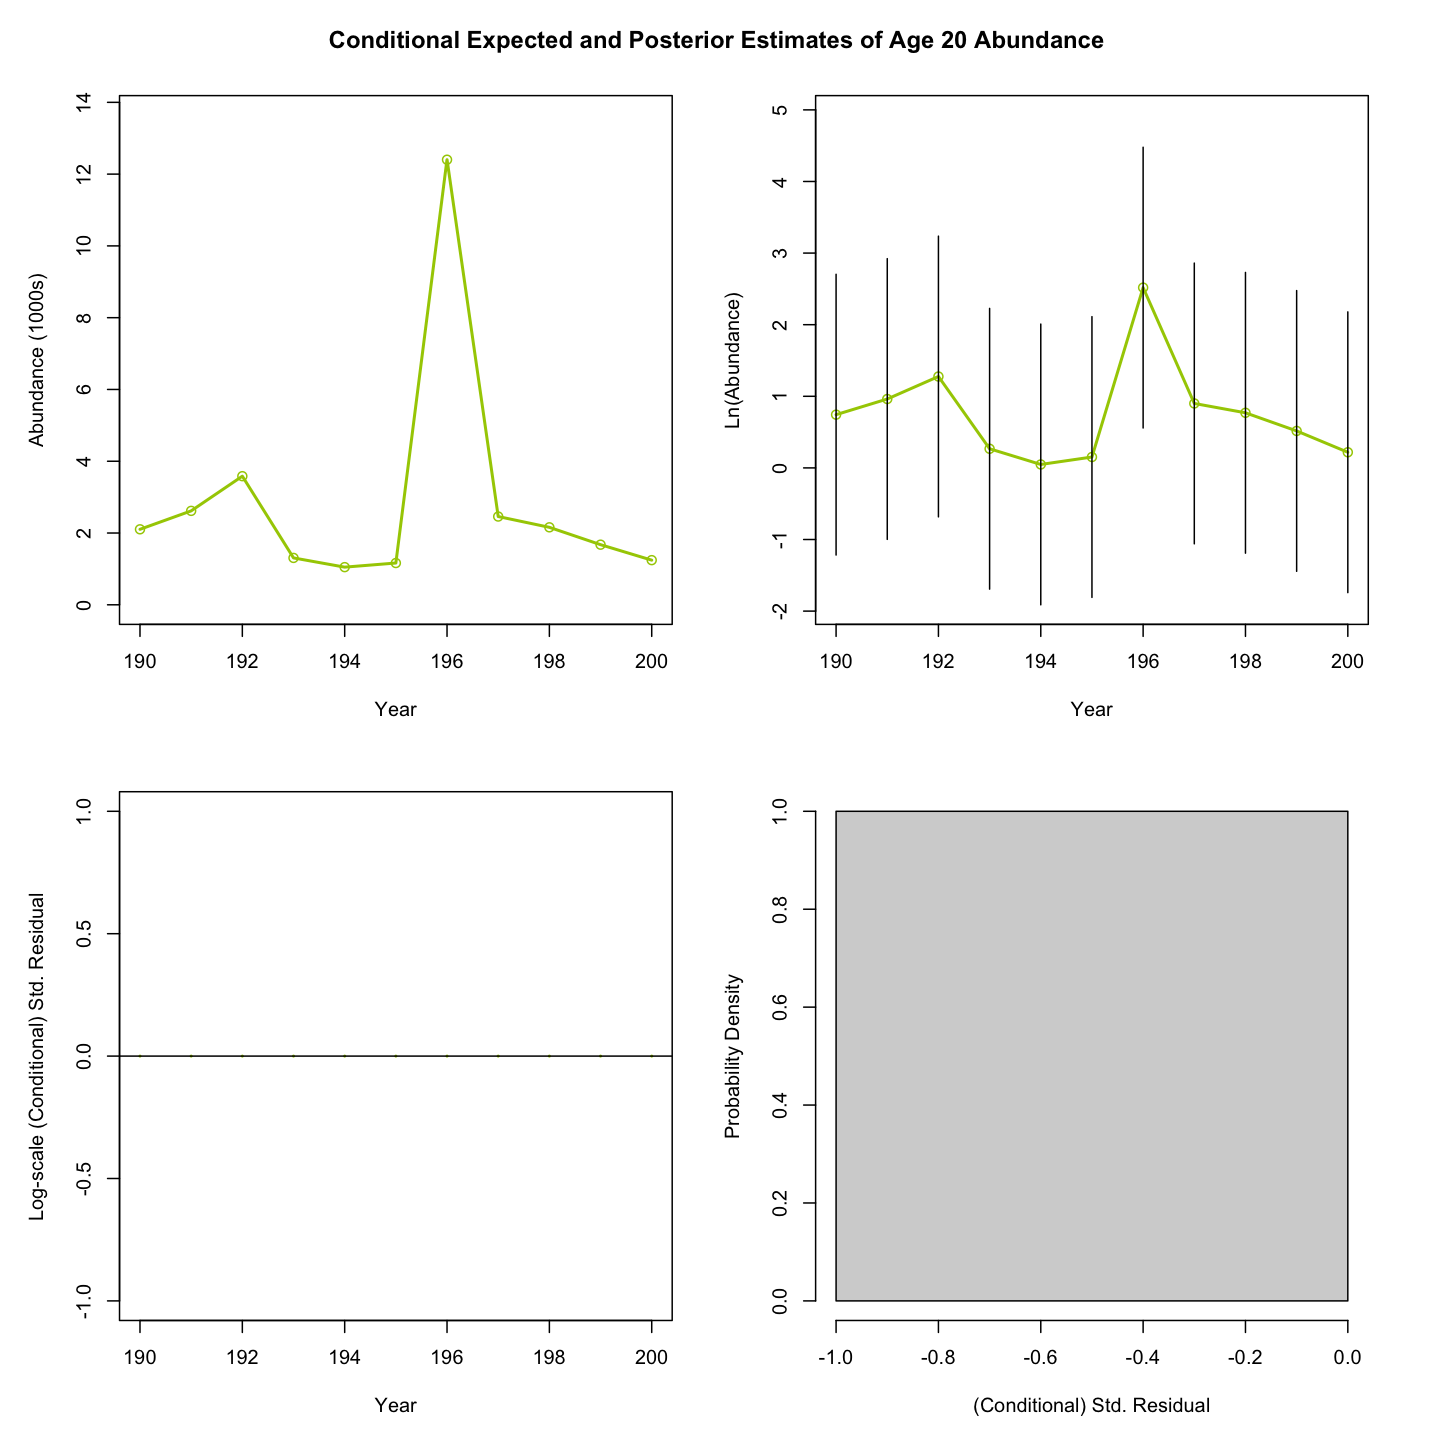 Conditional Expected and Posterior Estimates of Age 20 Abundance
Abundance (1000s)
14
12
10
8
6
4
2
0
190 192 194 196 198 200
Year
Ln(Abundance)
5
4
3
2
1
0
-1
-2
190 192 194 196 198 200
Year
Log-scale (Conditional) Std. Residual
1.0
0.5
0.0
-0.5
-1.0
190 192 194 196 198 200
Year
Probability Density
1.0
0.8
0.6
0.4
0.2
0.0
-1.0 -0.8 -0.6 -0.4 -0.2 0.0
(Conditional) Std. Residual